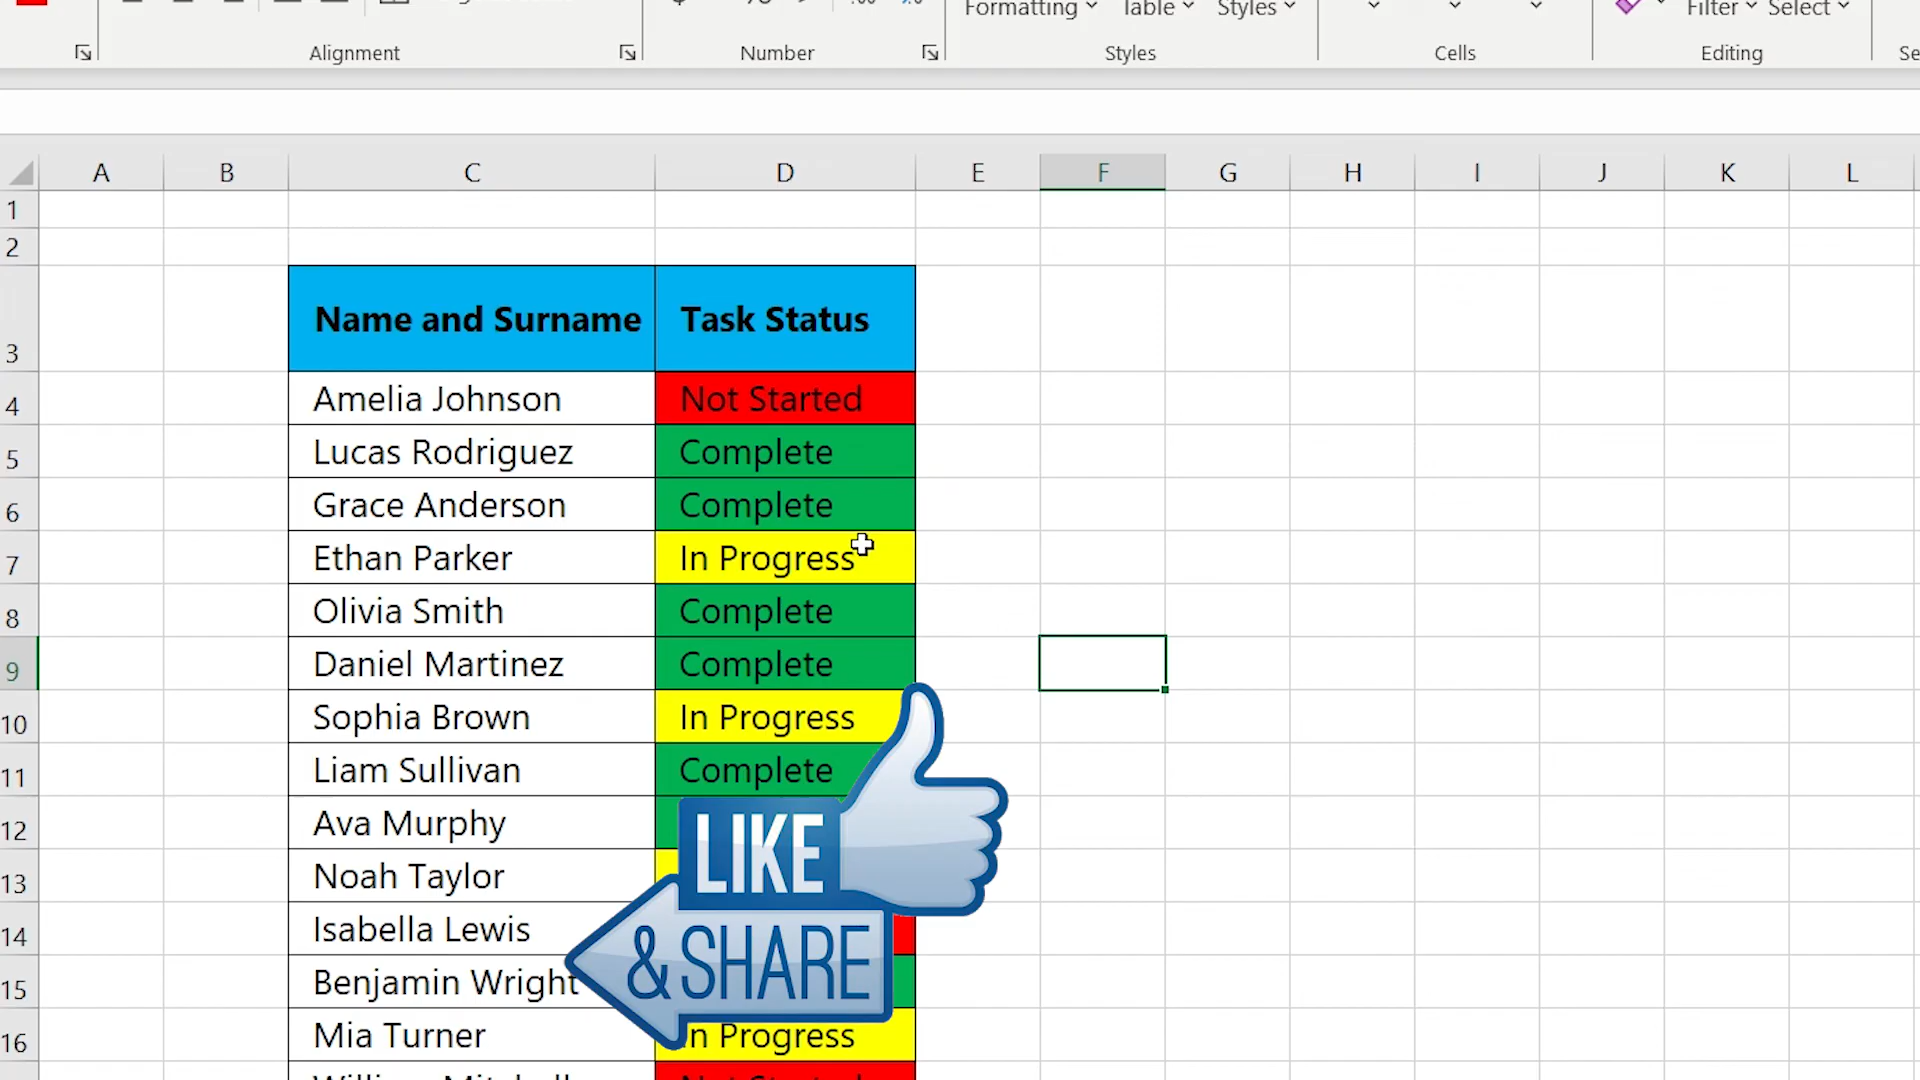 Formatting Table Styles Filter Select
Alignment Number Styles Cells Editing Se
A B C D E F G H I J K L
1
2
3 Name and Surname Task Status
4 Amelia Johnson Not Started
5 Lucas Rodriguez Complete
6 Grace Anderson Complete
7 Ethan Parker In Progress
8 Olivia Smith Complete
9 Daniel Martinez Complete
10 Sophia Brown In Progress
11 Liam Sullivan Complete
12 Ava Murphy
13 Noah Taylor
14 Isabella Lewis
15 Benjamin Wright
16 Mia Turner In Progress
LIKE
& SHARE